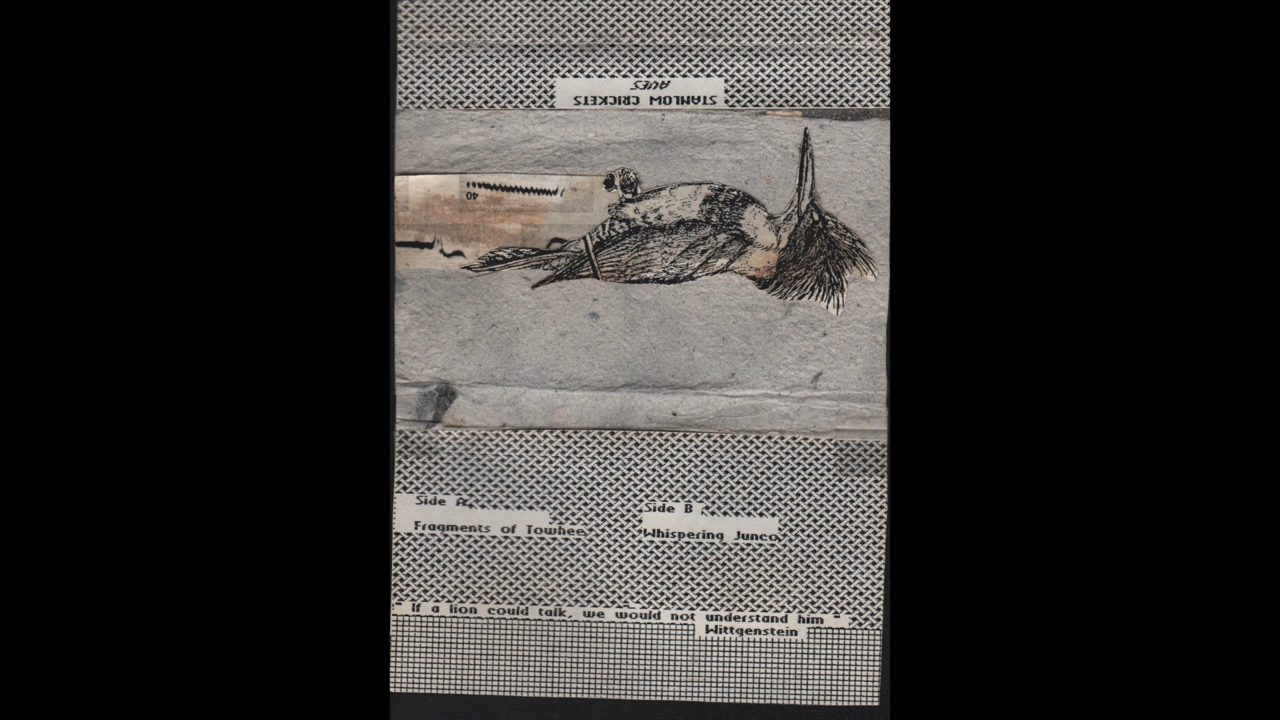 STANLOW CRICKETS
AVES
40
Side A
Fragments of Towhee
Side B
Whispering Junco
" If a lion could talk, we would not understand him "
Wittgenstein